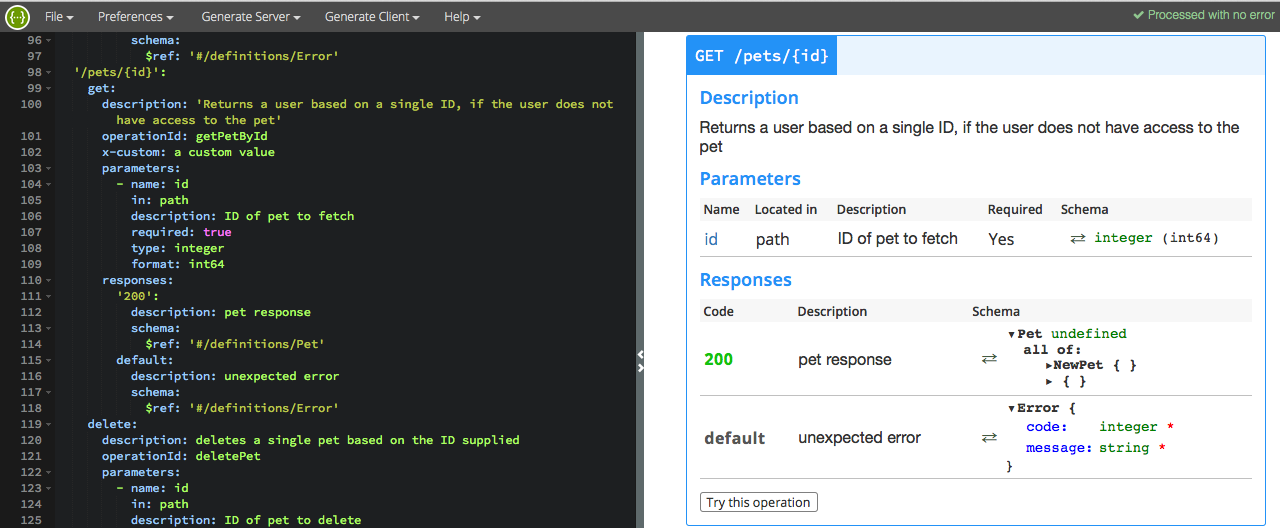 {··} File Preferences Generate Server Generate Client Help ✔ Processed with no error
96 schema:
97 $ref: '#/definitions/Error'
98 '/pets/{id}':
99 get:
100 description: 'Returns a user based on a single ID, if the user does not
have access to the pet'
101 operationId: getPetById
102 x-custom: a custom value
103 parameters:
104 - name: id
105 in: path
106 description: ID of pet to fetch
107 required: true
108 type: integer
109 format: int64
110 responses:
111 '200':
112 description: pet response
113 schema:
114 $ref: '#/definitions/Pet'
115 default:
116 description: unexpected error
117 schema:
118 $ref: '#/definitions/Error'
119 delete:
120 description: deletes a single pet based on the ID supplied
121 operationId: deletePet
122 parameters:
123 - name: id
124 in: path
125 description: ID of pet to delete
GET /pets/{id}
Description
Returns a user based on a single ID, if the user does not have access to the
pet
Parameters
Name Located in Description Required Schema
id path ID of pet to fetch Yes ⇄ integer (int64)
Responses
Code Description Schema
200 pet response ⇄ ▾Pet undefined
all of:
▸NewPet { }
▸ { }
default unexpected error ⇄ ▾Error {
code: integer *
message: string *
}
Try this operation